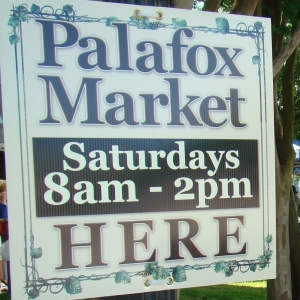 Palafox
Market
Saturdays
8am - 2pm
HERE